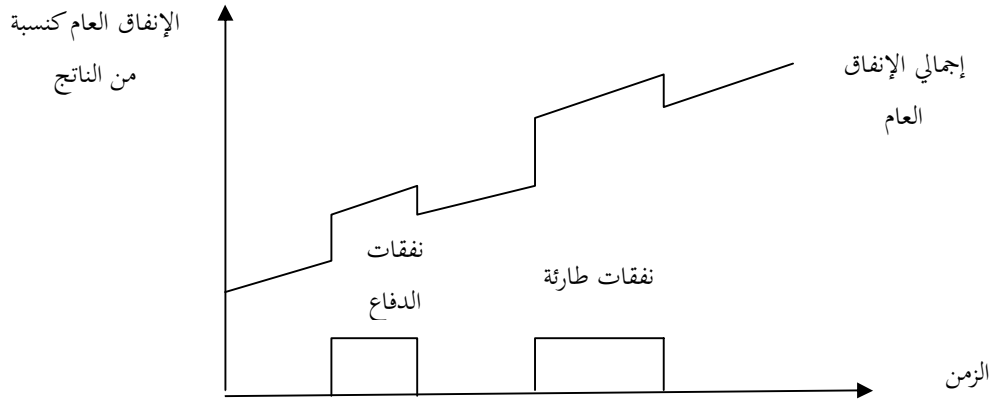 الإنفاق العام كنسبة
من الناتج
إجمالي الإنفاق
العام
نفقات
الدفاع
نفقات طارئة
الزمن